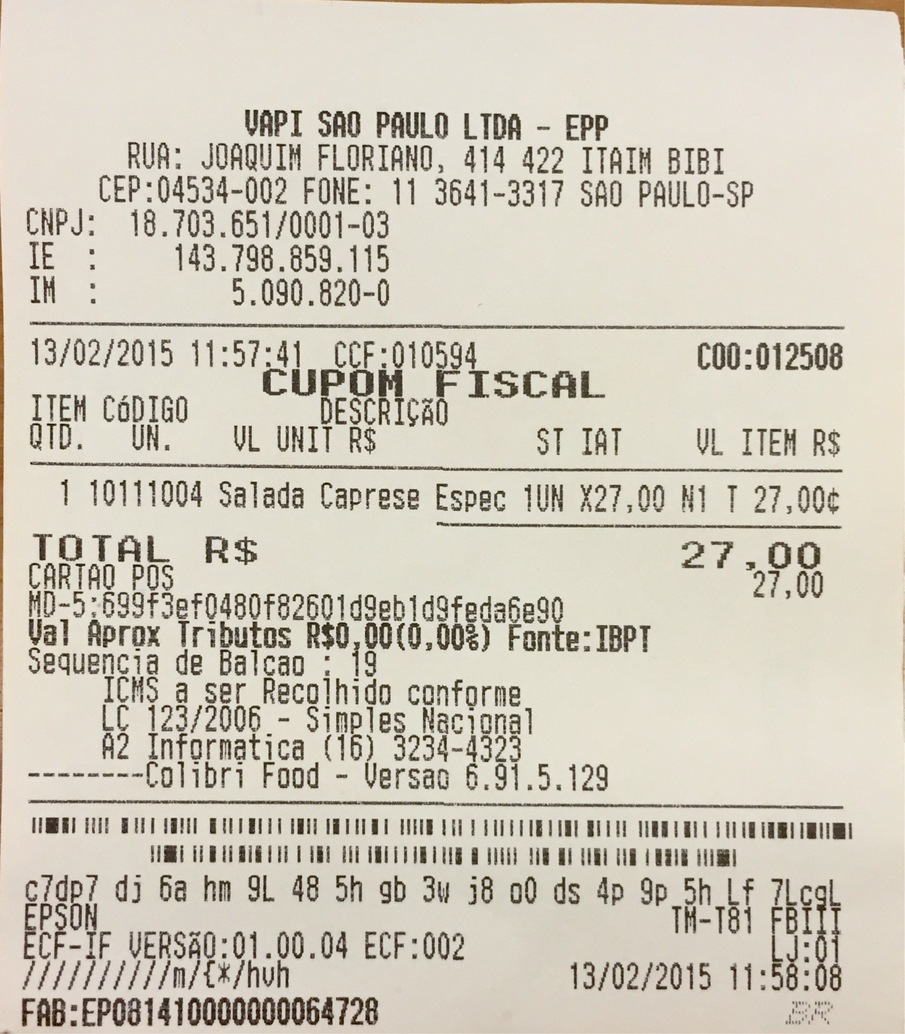 VAPI SAO PAULO LTDA - EPP
RUA: JOAQUIM FLORIANO, 414 422 ITAIM BIBI
CEP:04534-002 FONE: 11 3641-3317 SAO PAULO-SP
CNPJ: 18.703.651/0001-03
IE : 143.798.859.115
IM : 5.090.820-0
13/02/2015 11:57:41 CCF:010594 COO:012508
CUPOM FISCAL
ITEM CóDIGO DESCRIÇÃO
QTD. UN. VL UNIT R$ ST IAT VL ITEM R$
1 10111004 Salada Caprese Espec 1UN X27,00 N1 T 27,00¢
TOTAL R$ 27,00
CARTAO POS 27,00
MD-5:699f3ef0480f82601d9eb1d9feda6e90
Val Aprox Tributos R$0,00(0,00%) Fonte:IBPT
Sequencia de Balcao : 19
ICMS a ser Recolhido conforme
LC 123/2006 - Simples Nacional
A2 Informatica (16) 3234-4323
--------Colibri Food - Versao 6.91.5.129
c7dp7 dj 6a hm 9L 48 5h gb 3w j8 o0 ds 4p 9p 5h Lf 7LcgL
EPSON TM-T81 FBIII
ECF-IF VERSÃO:01.00.04 ECF:002 LJ:01
//////////m/{*/hvh 13/02/2015 11:58:08
FAB:EP081410000000064728 BR